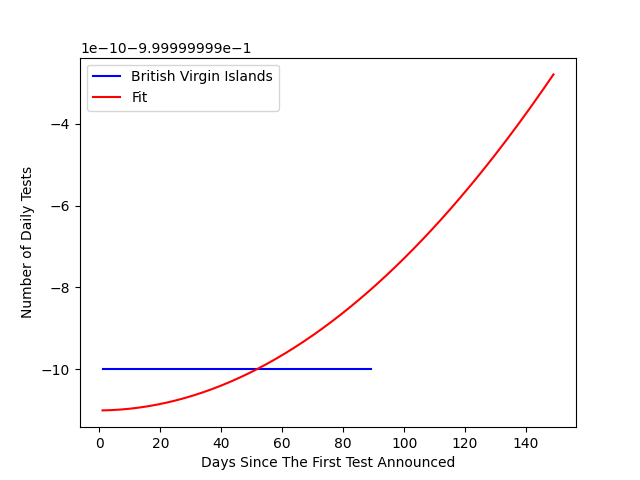 1e−10−9.99999999e−1
British Virgin Islands
Fit
−4
−6
−8
−10
Number of Daily Tests
0 20 40 60 80 100 120 140
Days Since The First Test Announced